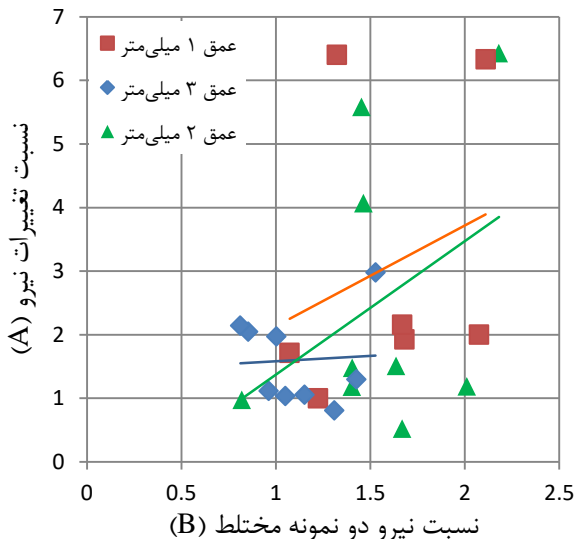 نسبت تغییرات نیرو (A)
7
6
5
4
3
2
1
0
عمق ۱ میلی‌متر
عمق ۳ میلی‌متر
عمق ۲ میلی‌متر
0 0.5 1 1.5 2 2.5
نسبت نیرو دو نمونه مختلط (B)